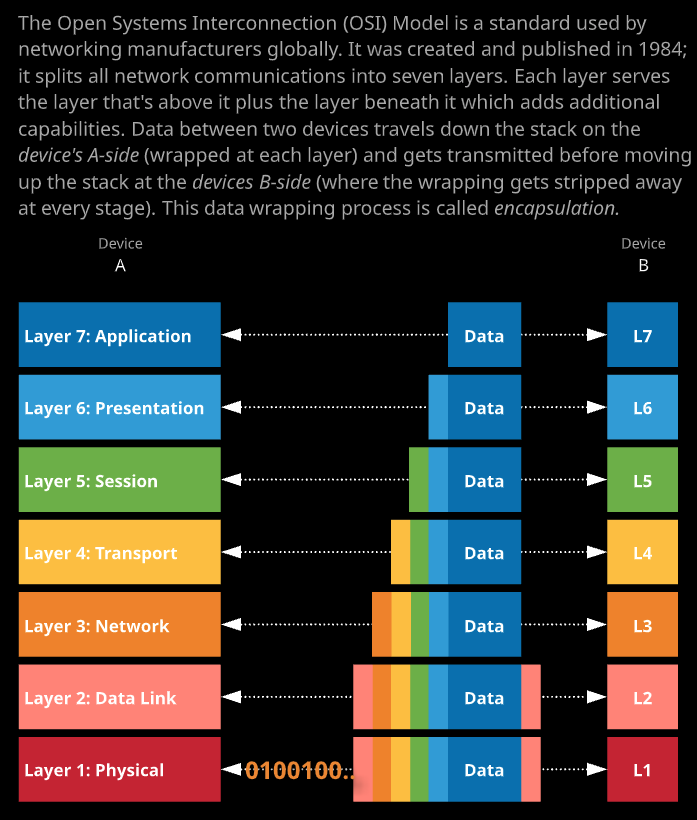 The Open Systems Interconnection (OSI) Model is a standard used by
networking manufacturers globally. It was created and published in 1984;
it splits all network communications into seven layers. Each layer serves
the layer that's above it plus the layer beneath it which adds additional
capabilities. Data between two devices travels down the stack on the
device's A-side (wrapped at each layer) and gets transmitted before moving
up the stack at the devices B-side (where the wrapping gets stripped away
at every stage). This data wrapping process is called encapsulation.
Device Device
A B
Layer 7: Application Data L7
Layer 6: Presentation Data L6
Layer 5: Session Data L5
Layer 4: Transport Data L4
Layer 3: Network Data L3
Layer 2: Data Link Data L2
Layer 1: Physical 0100100.. Data L1